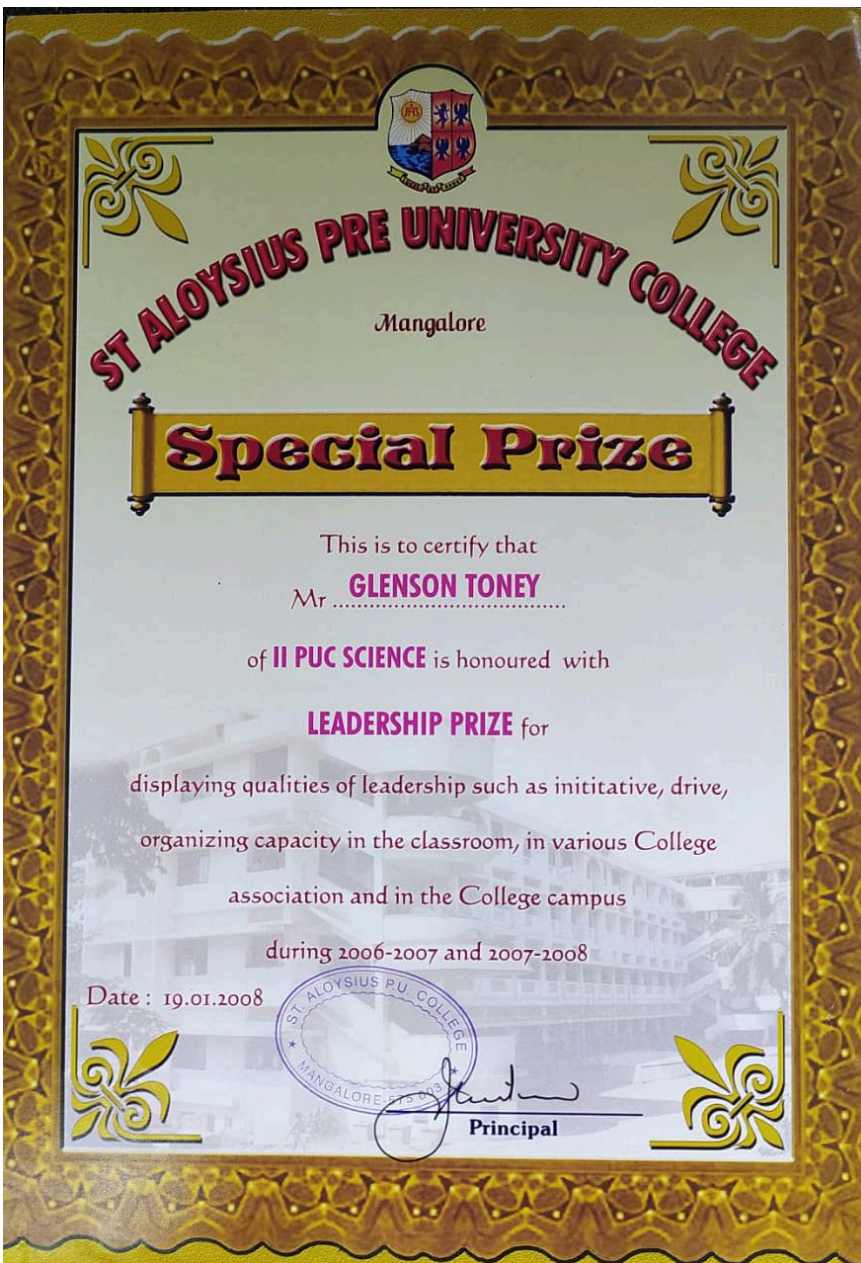 IHS
ST ALOYSIUS PRE UNIVERSITY COLLEGE
Mangalore
Special Prize
This is to certify that
Mr GLENSON TONEY
of II PUC SCIENCE is honoured with
LEADERSHIP PRIZE for
displaying qualities of leadership such as inititative, drive,
organizing capacity in the classroom, in various College
association and in the College campus
during 2006-2007 and 2007-2008
Date : 19.01.2008
ST. ALOYSIUS P.U. COLLEGE
MANGALORE-575 003
Principal